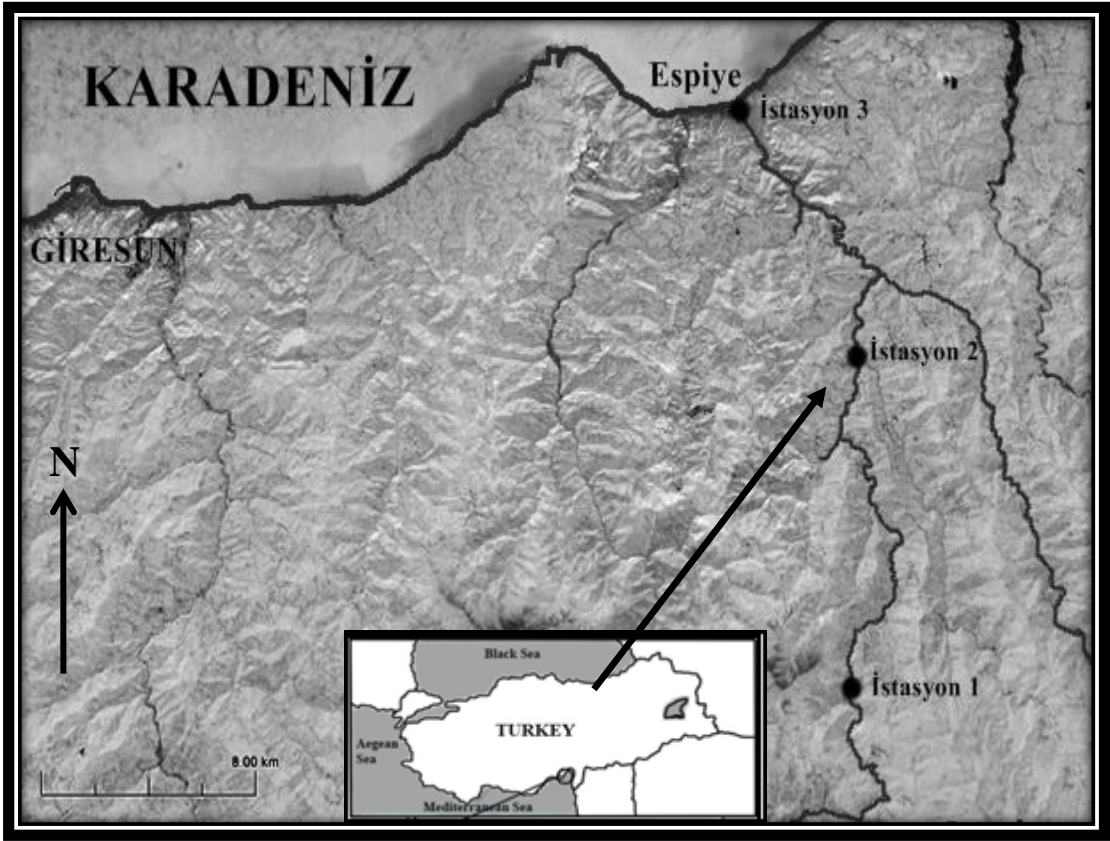 KARADENİZ
Espiye
İstasyon 3
GİRESUN
İstasyon 2
N
İstasyon 1
8.00 km
Black Sea
TURKEY
Aegean
Sea
Mediterranean Sea